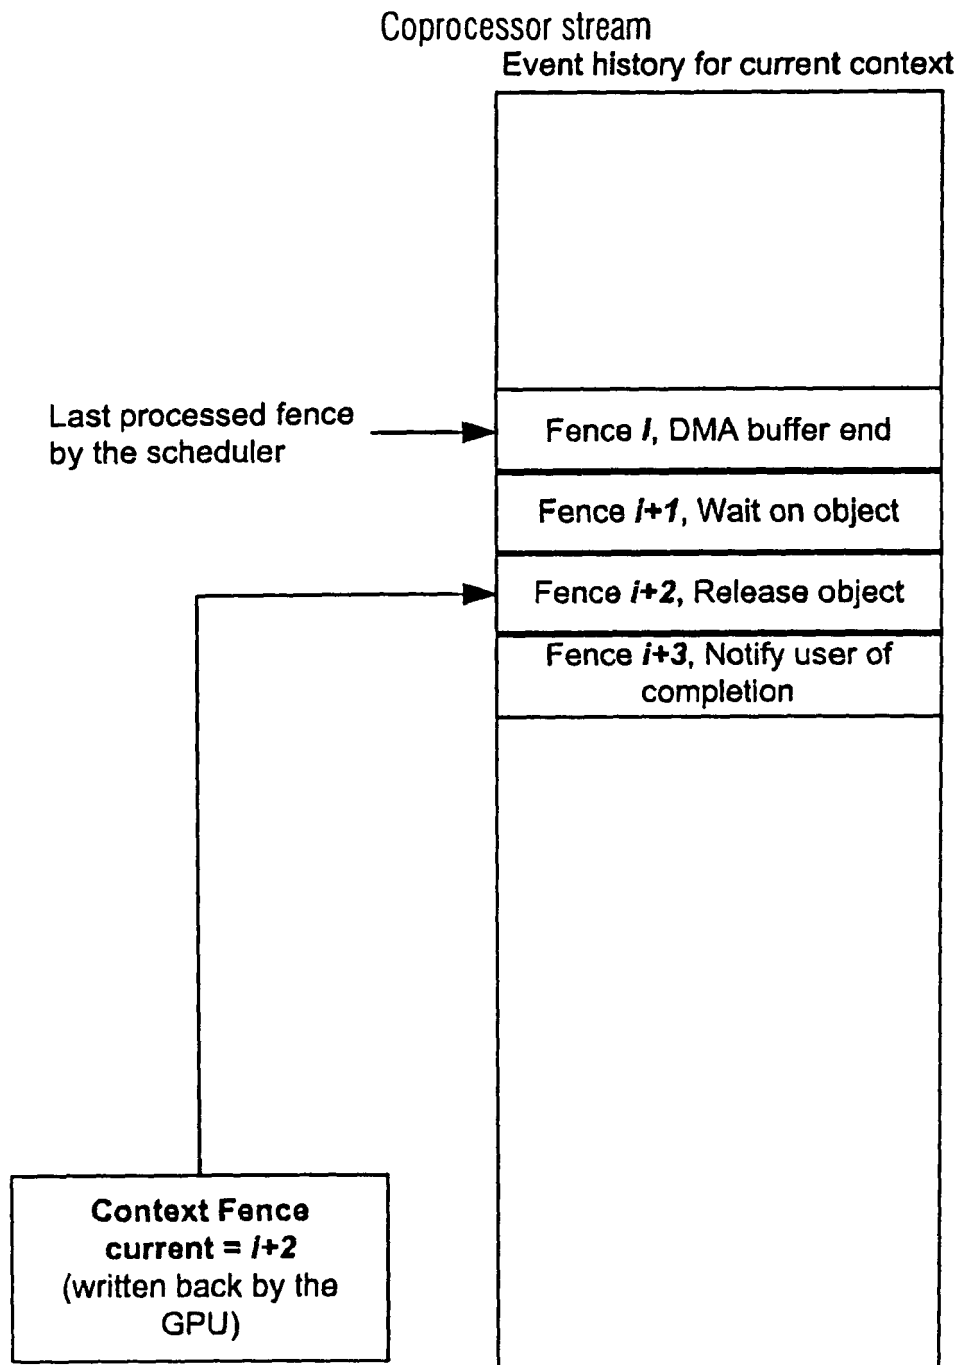 Coprocessor stream
Event history for current context
Last processed fence
by the scheduler
Fence i, DMA buffer end
Fence i+1, Wait on object
Fence i+2, Release object
Fence i+3, Notify user of
completion
Context Fence
current = i+2
(written back by the
GPU)